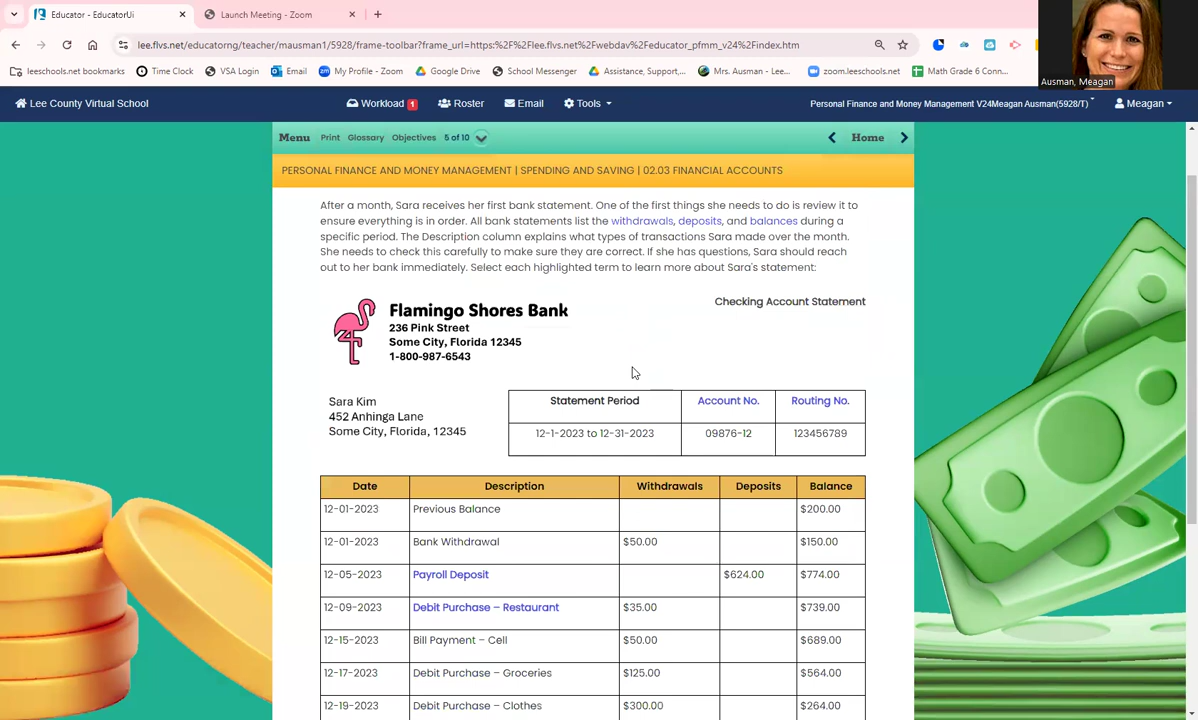 Educator - EducatorUi
Launch Meeting - Zoom
lee.flvs.net/educatorng/teacher/mausman1/5928/frame-toolbar?frame_url=https:%2F%2Flee.flvs.net%2Fwebdav%2Feducator_pfmm_v24%2Findex.htm
leeschools.net bookmarks
Time Clock
VSA Login
Email
My Profile - Zoom
Google Drive
School Messenger
Assistance, Support,...
Mrs. Ausman - Lee...
zoom.leeschools.net
Math Grade 6 Conn...
Ausman, Meagan
Lee County Virtual School
Workload 1
Roster
Email
Tools
Personal Finance and Money Management V24Meagan Ausman(5928/T)
Meagan
Menu Print Glossary Objectives 5 of 10
Home
PERSONAL FINANCE AND MONEY MANAGEMENT | SPENDING AND SAVING | 02.03 FINANCIAL ACCOUNTS
After a month, Sara receives her first bank statement. One of the first things she needs to do is review it to
ensure everything is in order. All bank statements list the withdrawals, deposits, and balances during a
specific period. The Description column explains what types of transactions Sara made over the month.
She needs to check this carefully to make sure they are correct. If she has questions, Sara should reach
out to her bank immediately. Select each highlighted term to learn more about Sara's statement:
Checking Account Statement
Flamingo Shores Bank
236 Pink Street
Some City, Florida 12345
1-800-987-6543
Sara Kim
452 Anhinga Lane
Some City, Florida, 12345
Statement Period Account No. Routing No.
12-1-2023 to 12-31-2023 09876-12 123456789
Date Description Withdrawals Deposits Balance
12-01-2023 Previous Balance $200.00
12-01-2023 Bank Withdrawal $50.00 $150.00
12-05-2023 Payroll Deposit $624.00 $774.00
12-09-2023 Debit Purchase – Restaurant $35.00 $739.00
12-15-2023 Bill Payment – Cell $50.00 $689.00
12-17-2023 Debit Purchase – Groceries $125.00 $564.00
12-19-2023 Debit Purchase – Clothes $300.00 $264.00